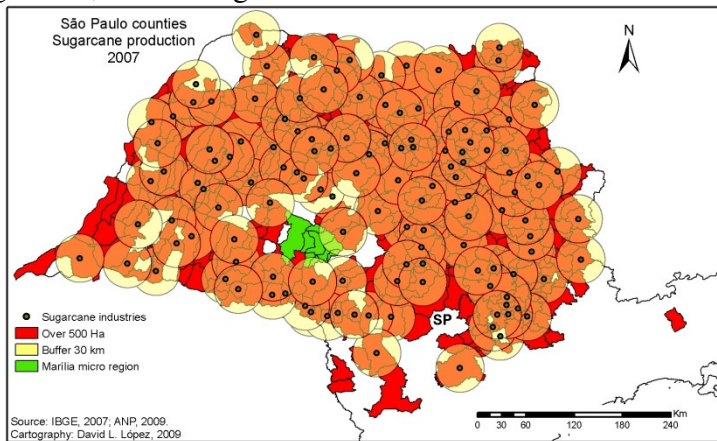 g
São Paulo counties
Sugarcane production
2007
N
SP
Sugarcane industries
Over 500 Ha
Buffer 30 km
Marília micro region
Source: IBGE, 2007; ANP, 2009.
Cartography: David L. López, 2009
Km
0 30 60 120 180 240